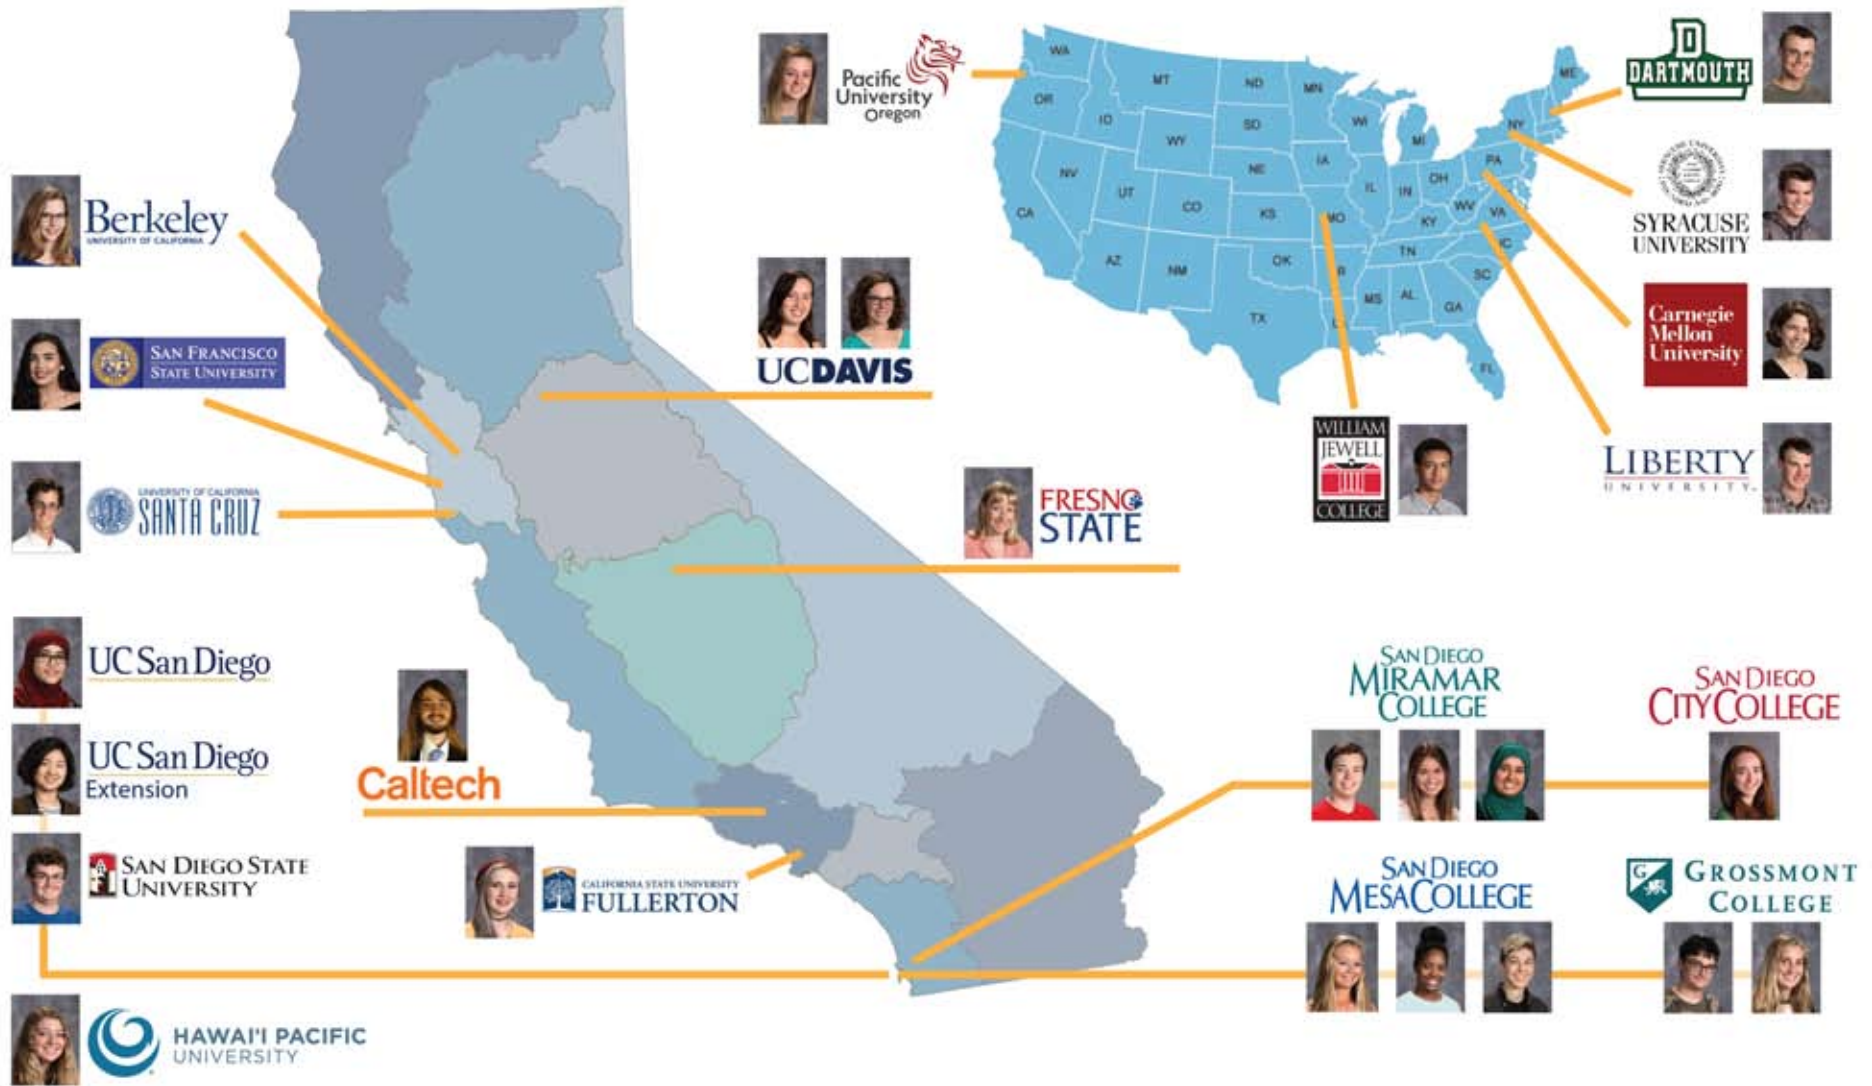 Berkeley
UNIVERSITY OF CALIFORNIA
SAN FRANCISCO
STATE UNIVERSITY
UNIVERSITY OF CALIFORNIA
SANTA CRUZ
UC San Diego
UC San Diego
Extension
SAN DIEGO STATE
UNIVERSITY
HAWAI'I PACIFIC
UNIVERSITY
Caltech
CALIFORNIA STATE UNIVERSITY
FULLERTON
UCDAVIS
FRESNO
STATE
Pacific
University
Oregon
WA
OR
CA
ID
NV
MT
WY
UT
AZ
CO
NM
ND
SD
NE
KS
OK
TX
MN
IA
MO
WI
IL
MI
IN
OH
KY
TN
MS
AL
GA
FL
SC
WV
VA
PA
NY
ME
D
DARTMOUTH
SYRACUSE
UNIVERSITY
Carnegie
Mellon
University
LIBERTY
UNIVERSITY
WILLIAM
JEWELL
COLLEGE
SAN DIEGO
MIRAMAR
COLLEGE
SAN DIEGO
CITY COLLEGE
SAN DIEGO
MESA COLLEGE
G
GROSSMONT
COLLEGE